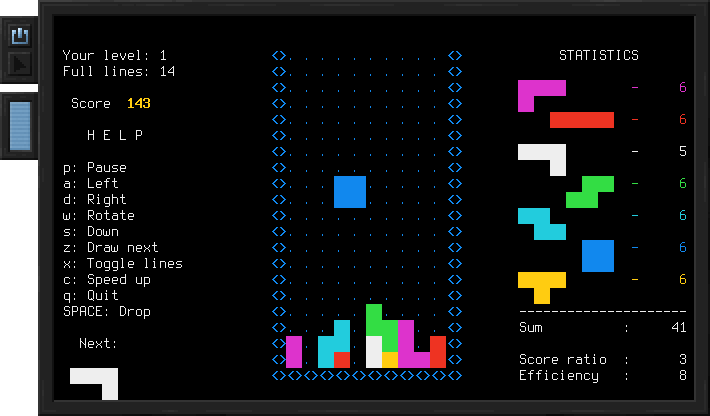 Your level: 1
Full lines: 14
Score 143
H E L P
p: Pause
a: Left
d: Right
w: Rotate
s: Down
z: Draw next
x: Toggle lines
c: Speed up
q: Quit
SPACE: Drop
Next:
STATISTICS
- 6
- 6
- 5
- 6
- 6
- 6
- 6
---------------------
Sum : 41
Score ratio : 3
Efficiency : 8